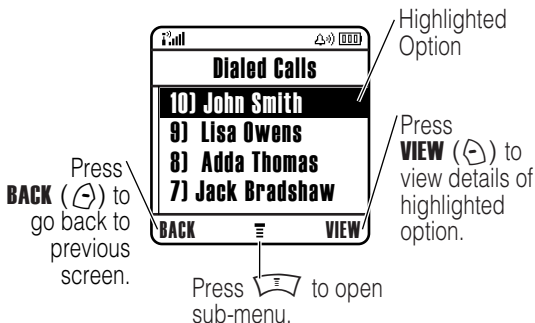 Highlighted
Option
Dialed Calls
10) John Smith
9) Lisa Owens
8) Adda Thomas
7) Jack Bradshaw
BACK
VIEW
Press
BACK ( ) to
go back to
previous
screen.
Press
VIEW ( ) to
view details of
highlighted
option.
Press to open
sub-menu.